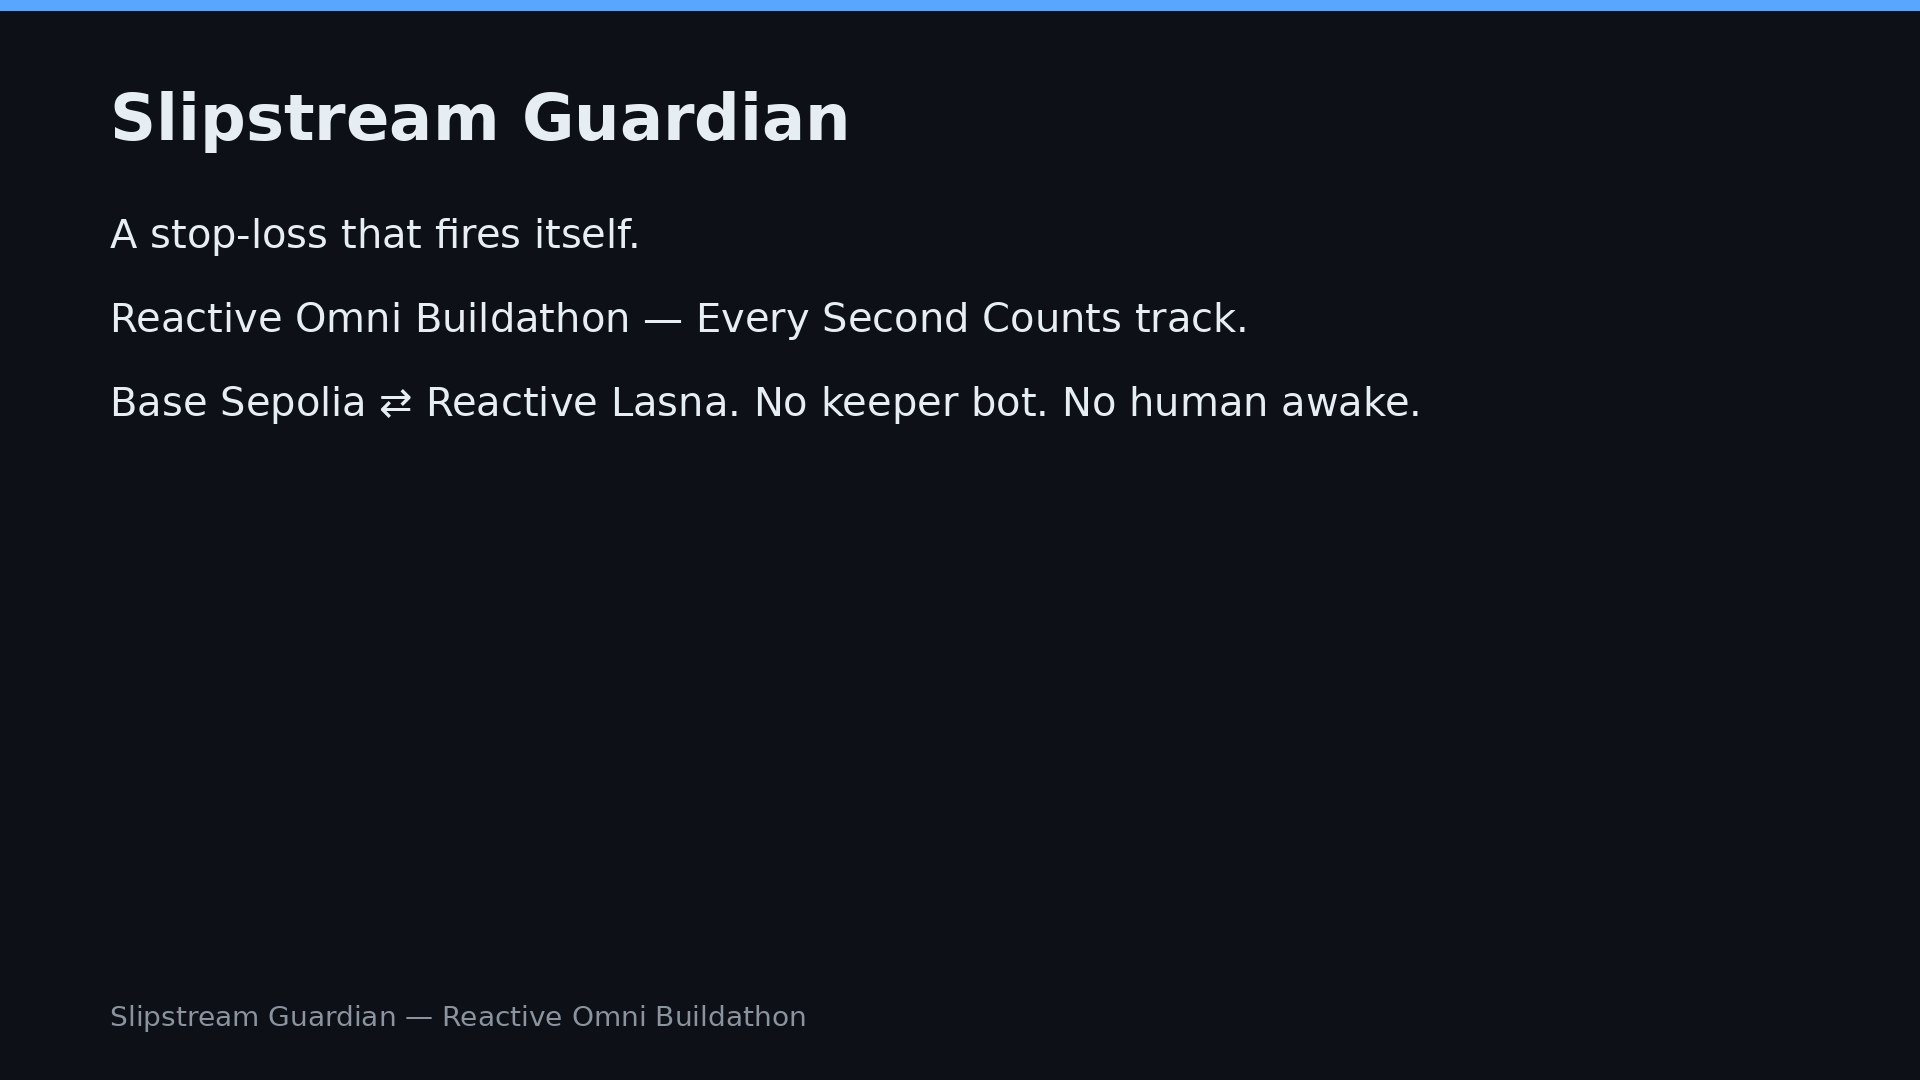 Slipstream Guardian
A stop-loss that fires itself.
Reactive Omni Buildathon — Every Second Counts track.
Base Sepolia ⇄ Reactive Lasna. No keeper bot. No human awake.
Slipstream Guardian — Reactive Omni Buildathon